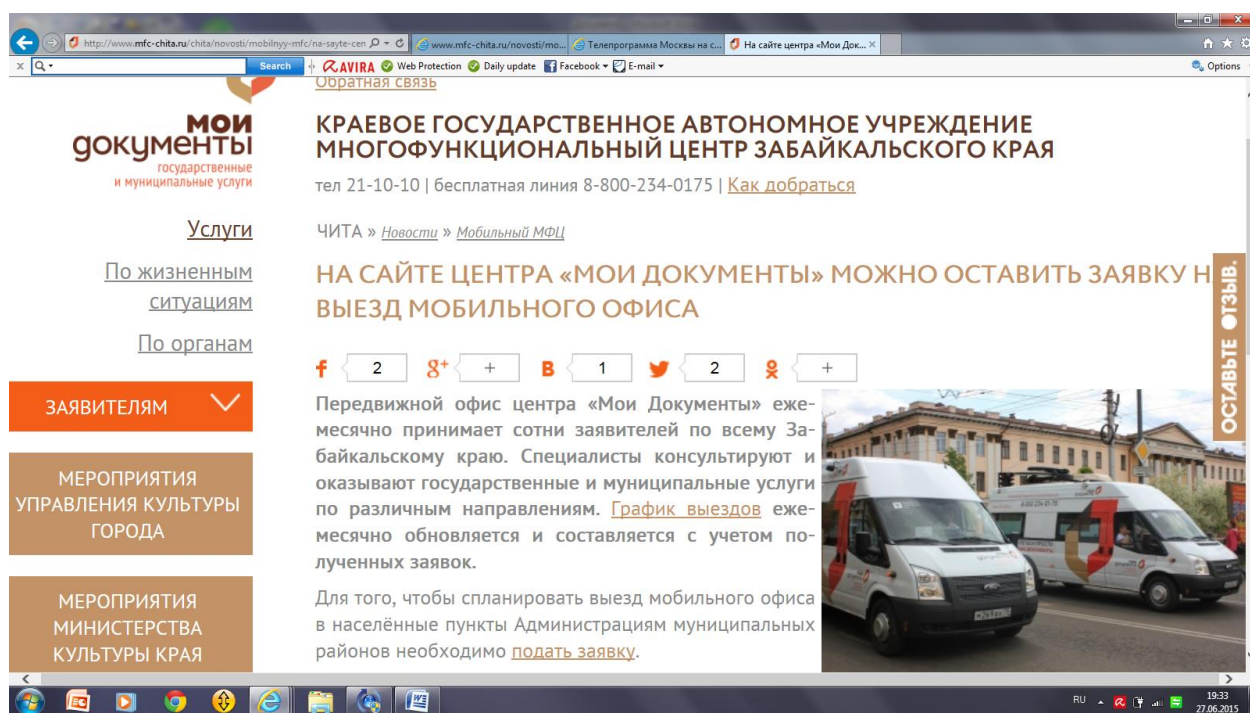 http://www.mfc-chita.ru/chita/novosti/mobilnyy-mfc/na-sayte-cen
www.mfc-chita.ru/novosti/mo...
Телепрограмма Москвы на с...
На сайте центра «Мои Док...
Search
AVIRA
Web Protection
Daily update
Facebook
E-mail
Options
Обратная связь
мои
документы
государственные
и муниципальные услуги
КРАЕВОЕ ГОСУДАРСТВЕННОЕ АВТОНОМНОЕ УЧРЕЖДЕНИЕ
МНОГОФУНКЦИОНАЛЬНЫЙ ЦЕНТР ЗАБАЙКАЛЬСКОГО КРАЯ
тел 21-10-10 | бесплатная линия 8-800-234-0175 | Как добраться
Услуги
По жизненным
ситуациям
По органам
ЗАЯВИТЕЛЯМ
МЕРОПРИЯТИЯ
УПРАВЛЕНИЯ КУЛЬТУРЫ
ГОРОДА
МЕРОПРИЯТИЯ
МИНИСТЕРСТВА
КУЛЬТУРЫ КРАЯ
ЧИТА » Новости » Мобильный МФЦ
НА САЙТЕ ЦЕНТРА «МОИ ДОКУМЕНТЫ» МОЖНО ОСТАВИТЬ ЗАЯВКУ Н
ВЫЕЗД МОБИЛЬНОГО ОФИСА
f 2 g+ + B 1 2 +
Передвижной офис центра «Мои Документы» еже-
месячно принимает сотни заявителей по всему За-
байкальскому краю. Специалисты консультируют и
оказывают государственные и муниципальные услуги
по различным направлениям. График выездов еже-
месячно обновляется и составляется с учетом по-
лученных заявок.
Для того, чтобы спланировать выезд мобильного офиса
в населённые пункты Администрациям муниципальных
районов необходимо подать заявку.
ОСТАВЬТЕ ОТЗЫВ.
RU
19:33
27.06.2015